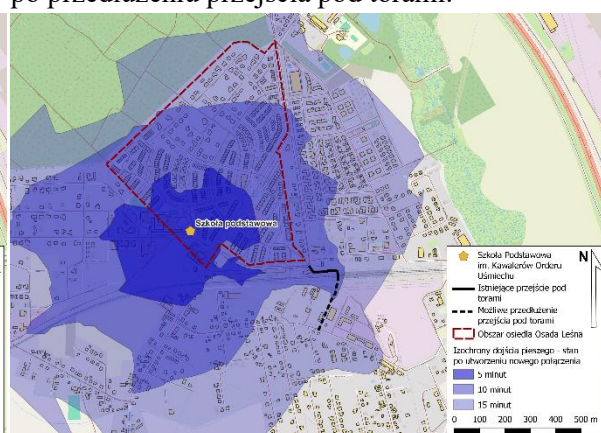 po przedłużeniu przejścia pod torami.
Szkoła podstawowa
N
Szkoła Podstawowa
im. Kawalerów Orderu
Uśmiechu
Istniejące przejście pod
torami
Możliwe przedłużenie
przejścia pod torami
Obszar osiedla Osada Leśna
Izochrony dojścia pieszego - stan
po utworzeniu nowego połączenia
5 minut
10 minut
15 minut
0 100 200 300 400 500 m